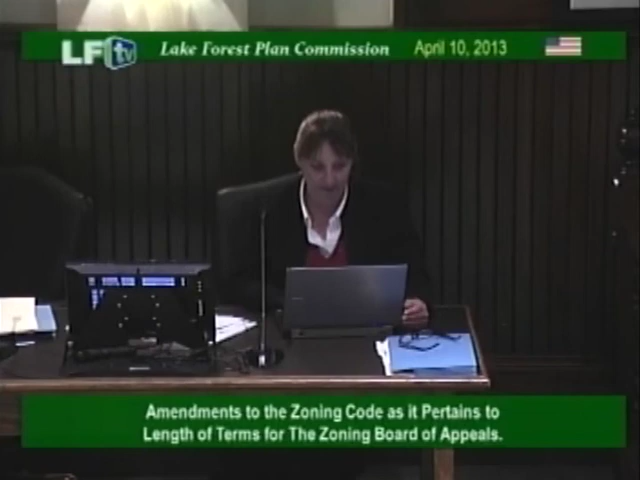 LFtv Lake Forest Plan Commission April 10, 2013
Amendments to the Zoning Code as it Pertains to
Length of Terms for The Zoning Board of Appeals.